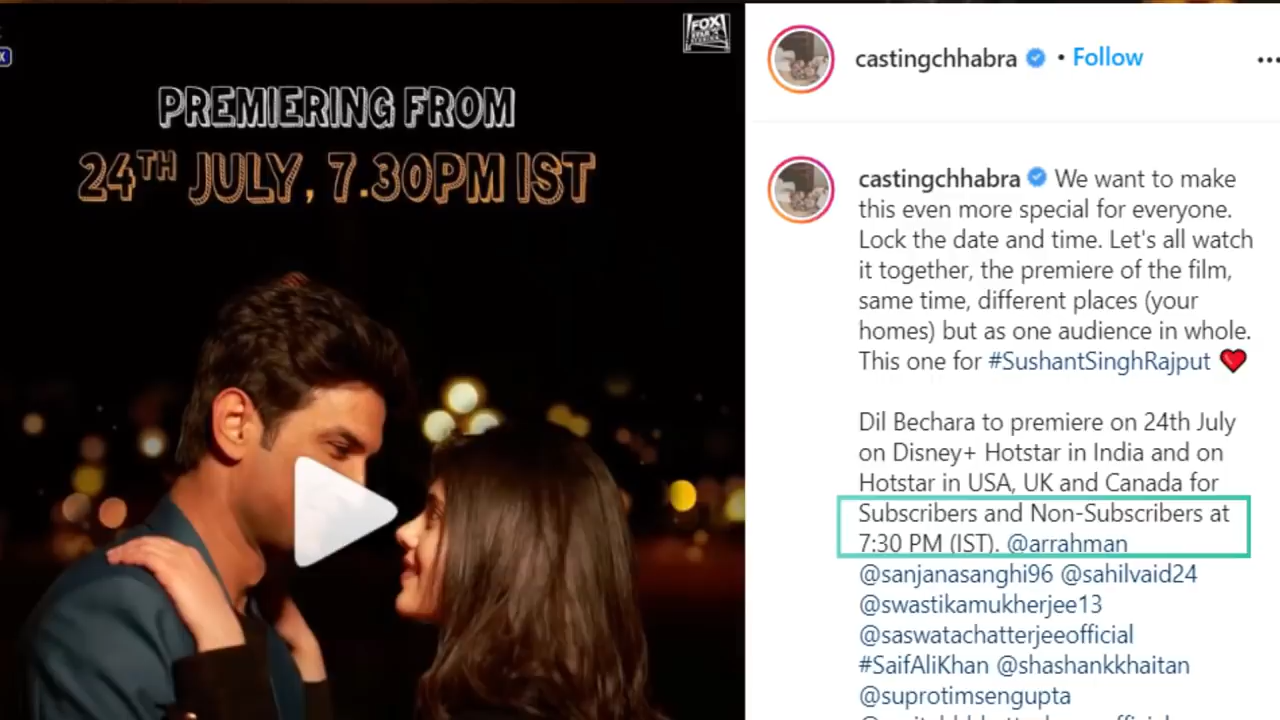 FOX
STAR
STUDIOS
PREMIERING FROM
24TH JULY, 7.30PM IST
castingchhabra • Follow
castingchhabra We want to make
this even more special for everyone.
Lock the date and time. Let's all watch
it together, the premiere of the film,
same time, different places (your
homes) but as one audience in whole.
This one for #SushantSinghRajput ❤️
Dil Bechara to premiere on 24th July
on Disney+ Hotstar in India and on
Hotstar in USA, UK and Canada for
Subscribers and Non-Subscribers at
7:30 PM (IST). @arrahman
@sanjanasanghi96 @sahilvaid24
@swastikamukherjee13
@saswatachatterjeeofficial
#SaifAliKhan @shashankkhaitan
@suprotimsengupta